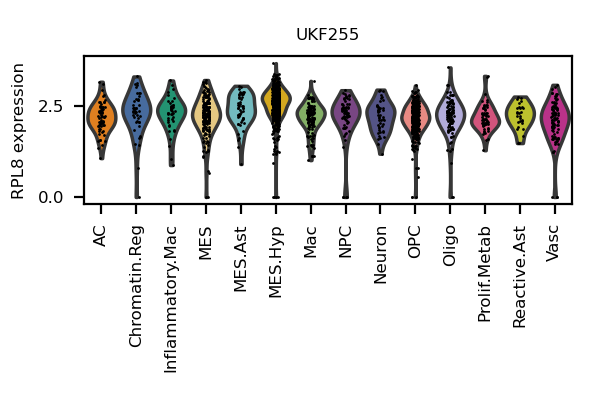 UKF255
RPL8 expression
2.5
0.0
AC
Chromatin.Reg
Inflammatory.Mac
MES
MES.Ast
MES.Hyp
Mac
NPC
Neuron
OPC
Oligo
Prolif.Metab
Reactive.Ast
Vasc